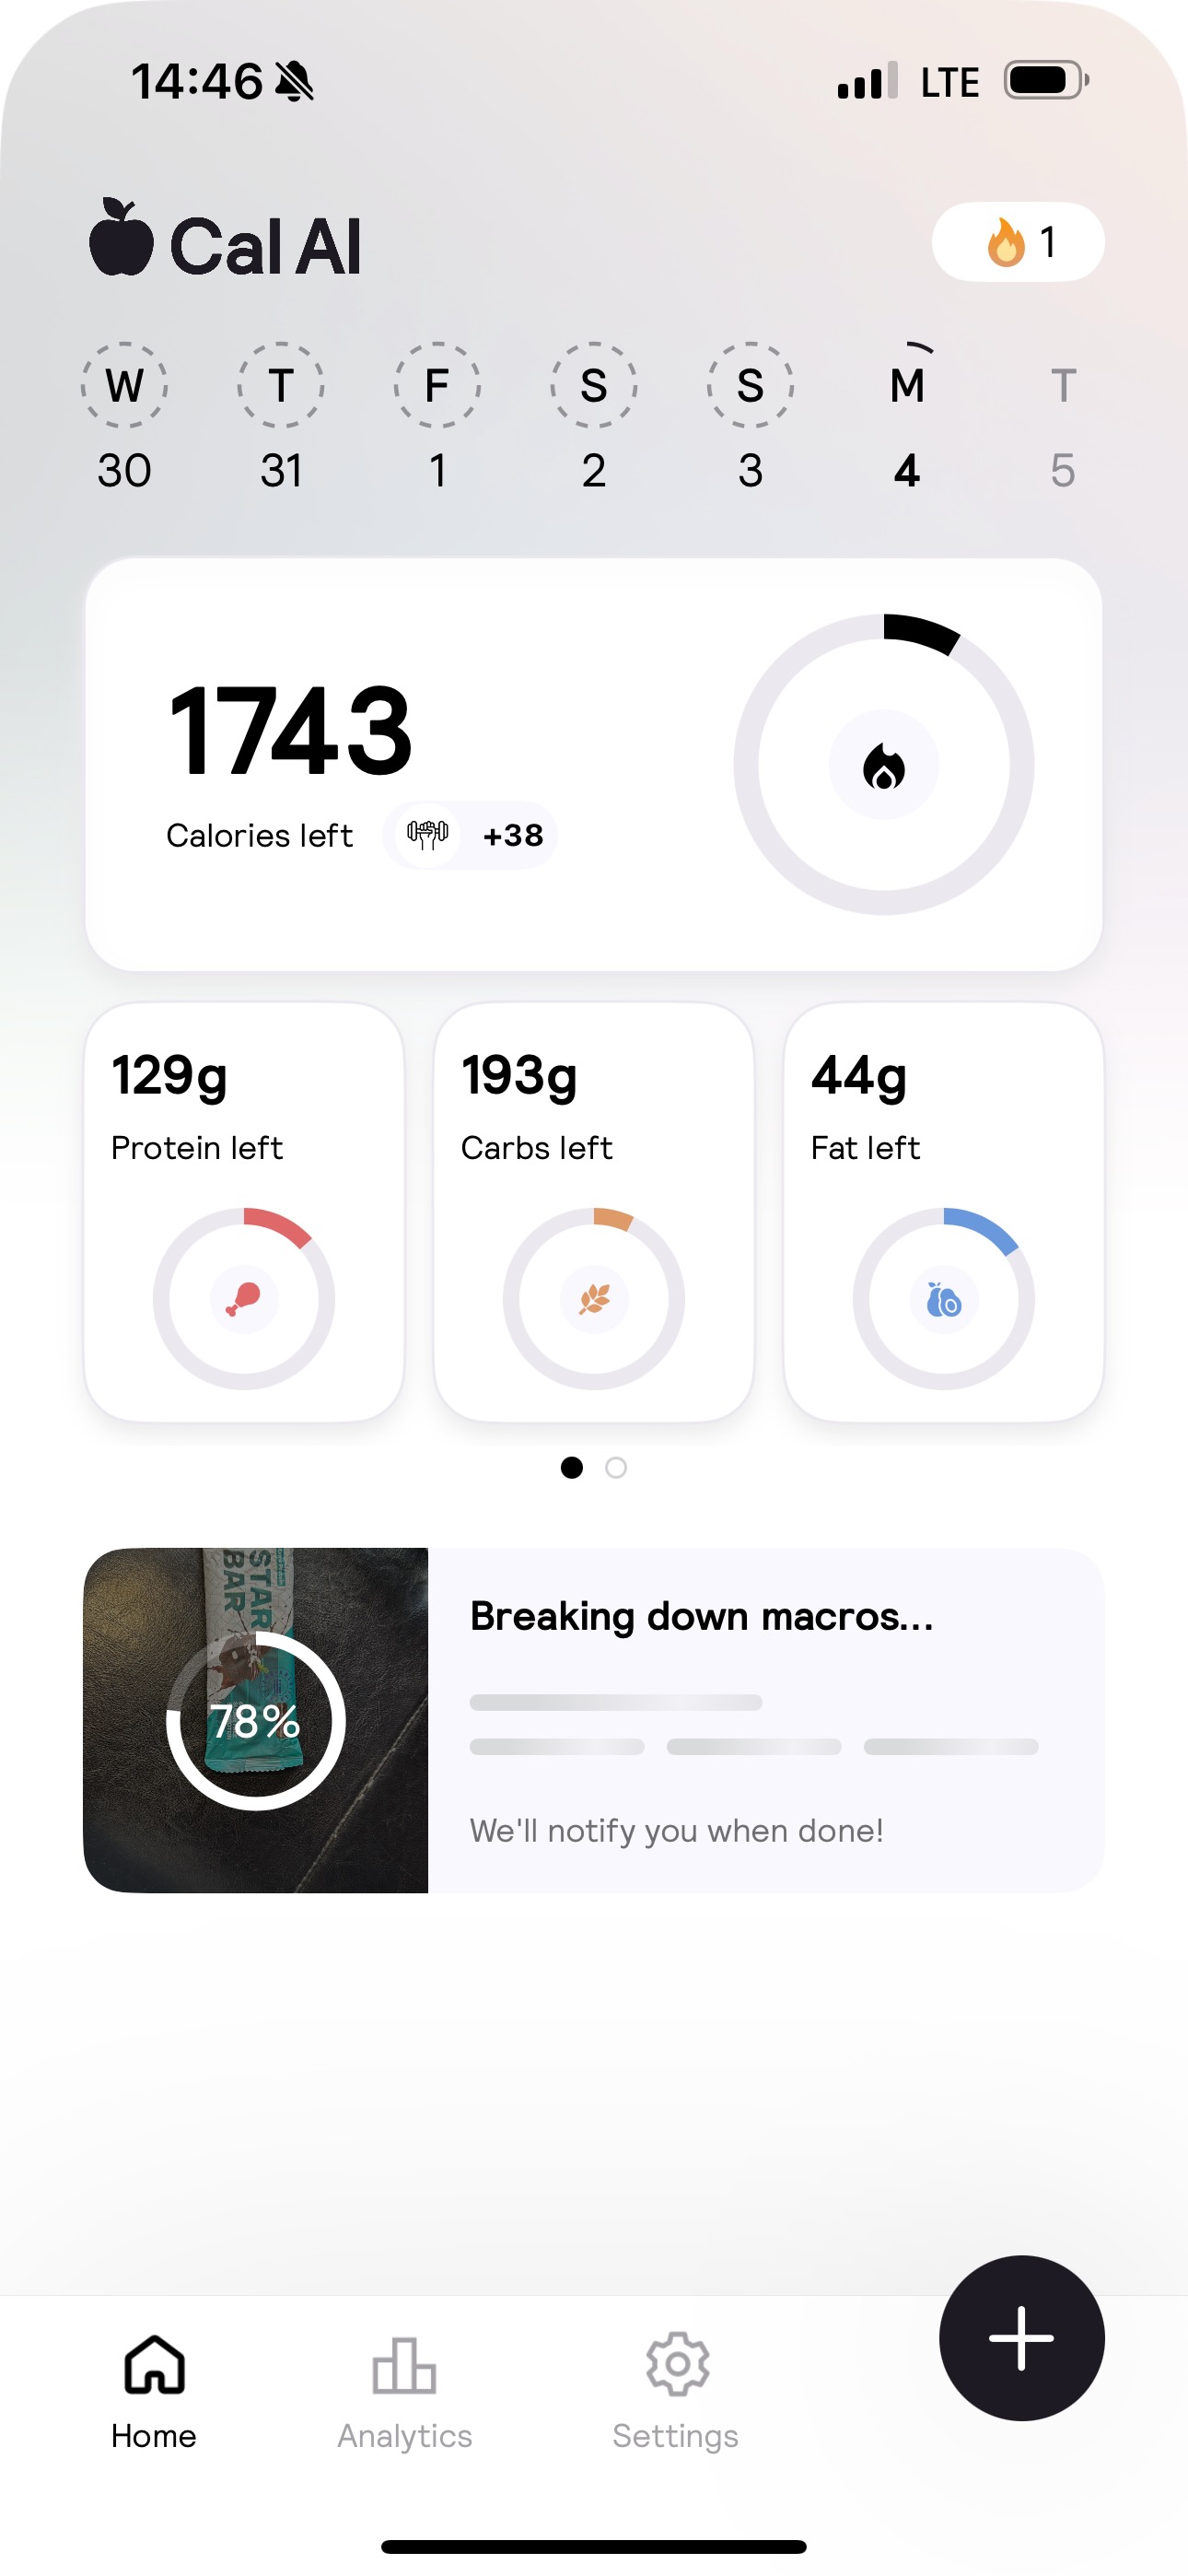 14:46 LTE
Cal AI 🔥 1
W T F S S M T
30 31 1 2 3 4 5
1743
Calories left +38
129g 193g 44g
Protein left Carbs left Fat left
STAR
BAR
78%
Breaking down macros...
We'll notify you when done!
Home Analytics Settings